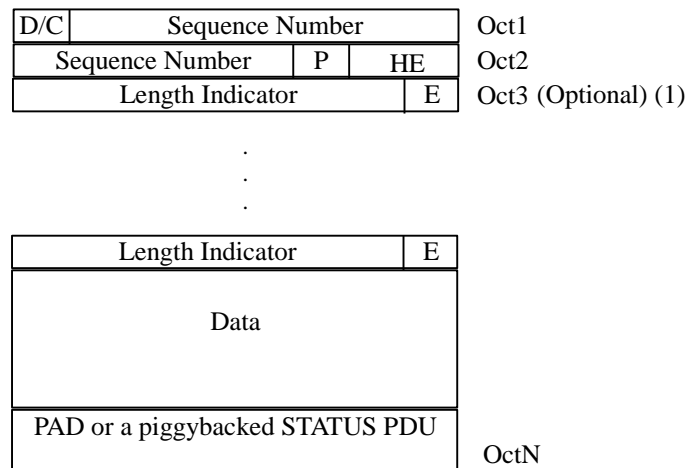 D/C Sequence Number Oct1
Sequence Number P HE Oct2
Length Indicator E Oct3 (Optional) (1)
.
.
.
Length Indicator E
Data
PAD or a piggybacked STATUS PDU
OctN